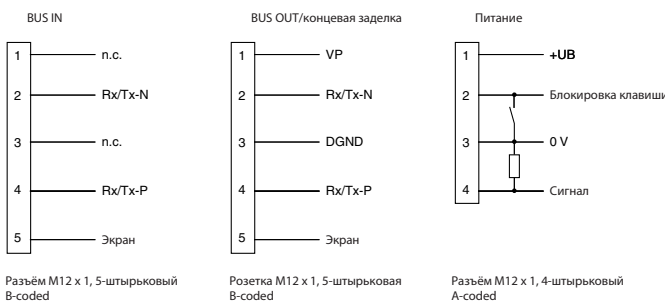 BUS IN
1 n.c.
2 Rx/Tx-N
3 n.c.
4 Rx/Tx-P
5 Экран
Разъём M12 x 1, 5-штырьковый
B-coded
BUS OUT/концевая заделка
1 VP
2 Rx/Tx-N
3 DGND
4 Rx/Tx-P
5 Экран
Розетка M12 x 1, 5-штырьковая
B-coded
Питание
1 +UB
2 Блокировка клавиши
3 0 V
4 Сигнал
Разъём M12 x 1, 4-штырьковый
A-coded